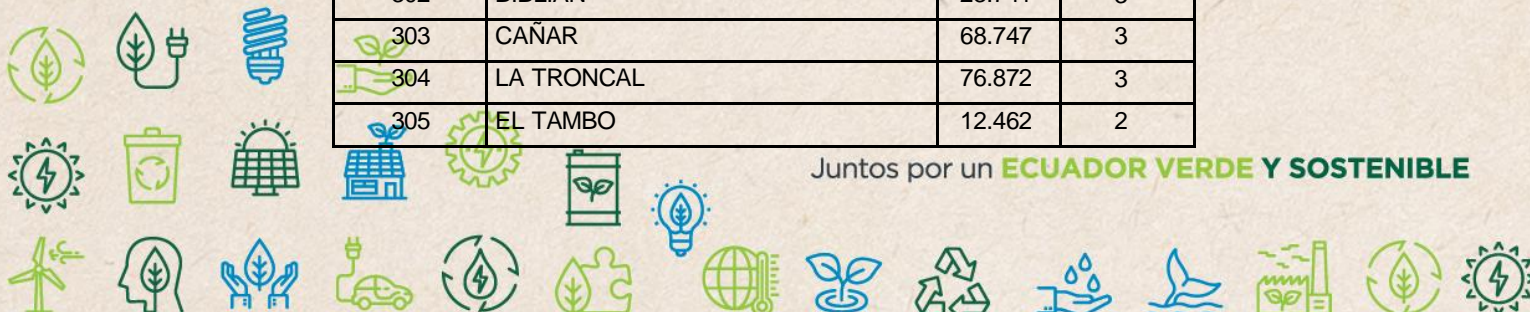 303 CAÑAR 68.747 3
304 LA TRONCAL 76.872 3
305 EL TAMBO 12.462 2
Juntos por un ECUADOR VERDE Y SOSTENIBLE